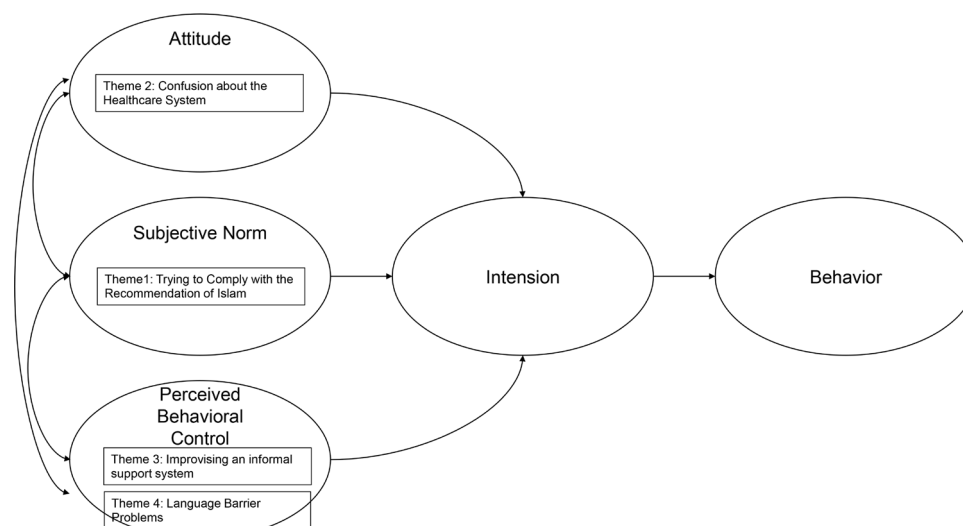 Attitude
Theme 2: Confusion about the
Healthcare System
Subjective Norm
Theme1: Trying to Comply with the
Recommendation of Islam
Intension
Behavior
Perceived
Behavioral
Control
Theme 3: Improvising an informal
support system
Theme 4: Language Barrier
Problems